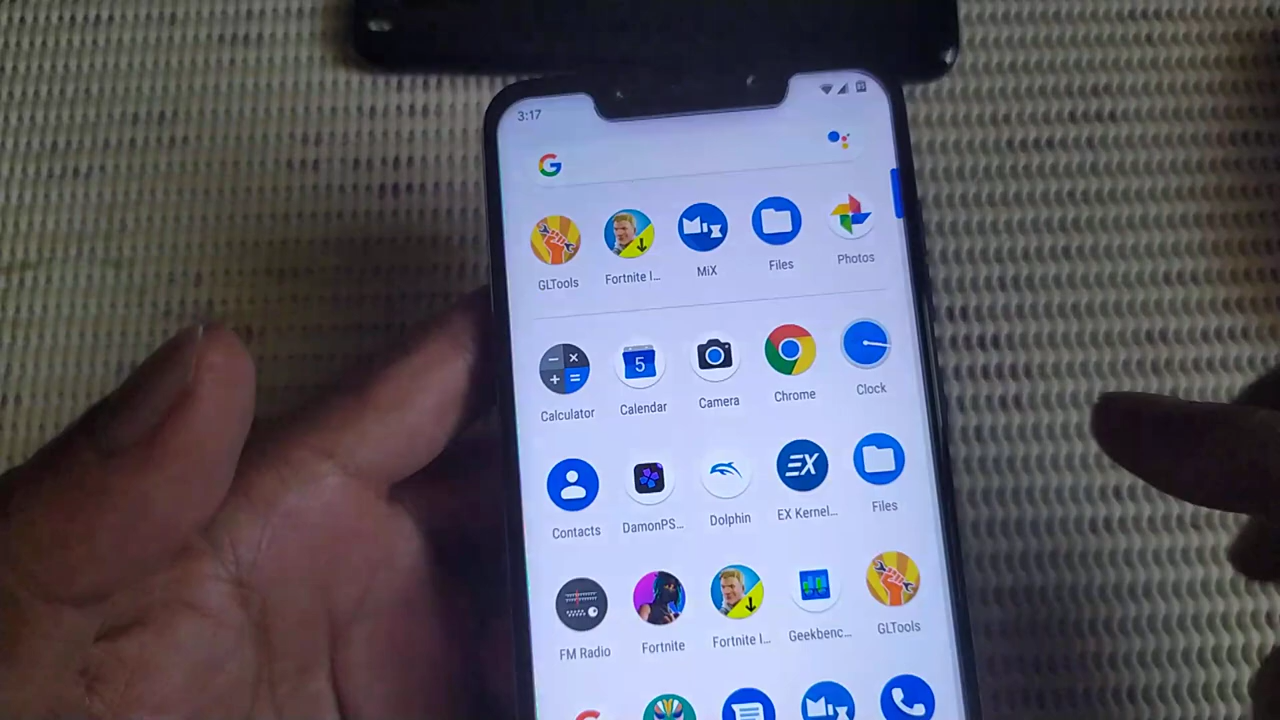 3:17
G
GLTools Fortnite I... MiX Files Photos
5
Calculator Calendar Camera Chrome Clock
EX
Contacts DamonPS... Dolphin EX Kernel... Files
FM Radio Fortnite Fortnite I... Geekbenc... GLTools